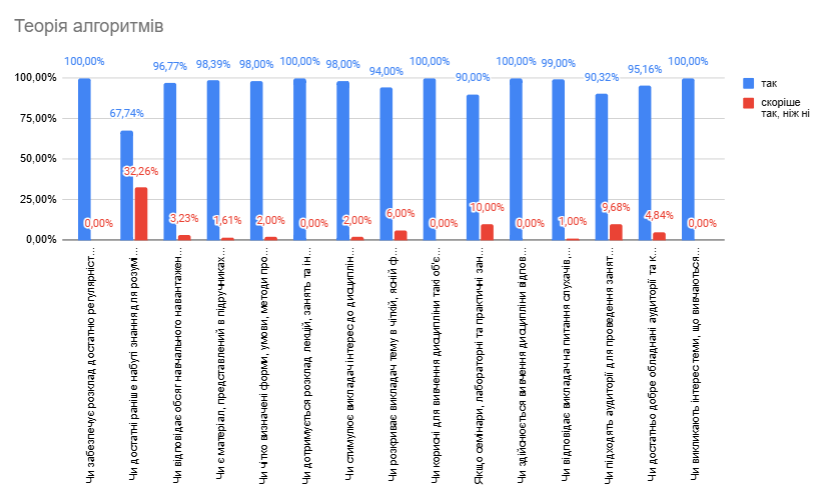 Теорія алгоритмів
100,00%
67,74%
96,77%
98,39%
98,00%
100,00%
98,00%
94,00%
100,00%
90,00%
100,00%
99,00%
90,32%
95,16%
100,00%
0,00%
32,26%
3,23%
1,61%
2,00%
0,00%
2,00%
6,00%
0,00%
10,00%
0,00%
1,00%
9,68%
4,84%
0,00%
100,00%
75,00%
50,00%
25,00%
0,00%
так
скоріше
так, ніж ні
Чи забезпечує розклад достатню регулярніст...
Чи достатні раніше набуті знання для розумі...
Чи відповідає обсяг навчального навантажен...
Чи є матеріал, представлений в підручниках...
Чи чітко визначені форми, умови, методи про...
Чи дотримується розклад лекцій, занять та ін...
Чи стимулює викладач інтерес до дисциплін...
Чи розкриває викладач тему в чіткій, ясній ф...
Чи корисні для вивчення дисципліни такі об'є...
Якщо семінари, лабораторні та практичні зан...
Чи здійснюється вивчення дисципліни відпов...
Чи відповідає викладач на питання слухачів,...
Чи підходять аудиторії для проведення занят...
Чи достатньо добре обладнані аудиторії та к...
Чи викликають інтерес теми, що вивчаються...